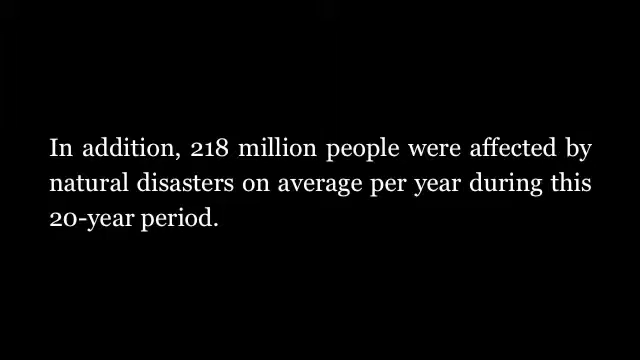 In addition, 218 million people were affected by
natural disasters on average per year during this
20-year period.